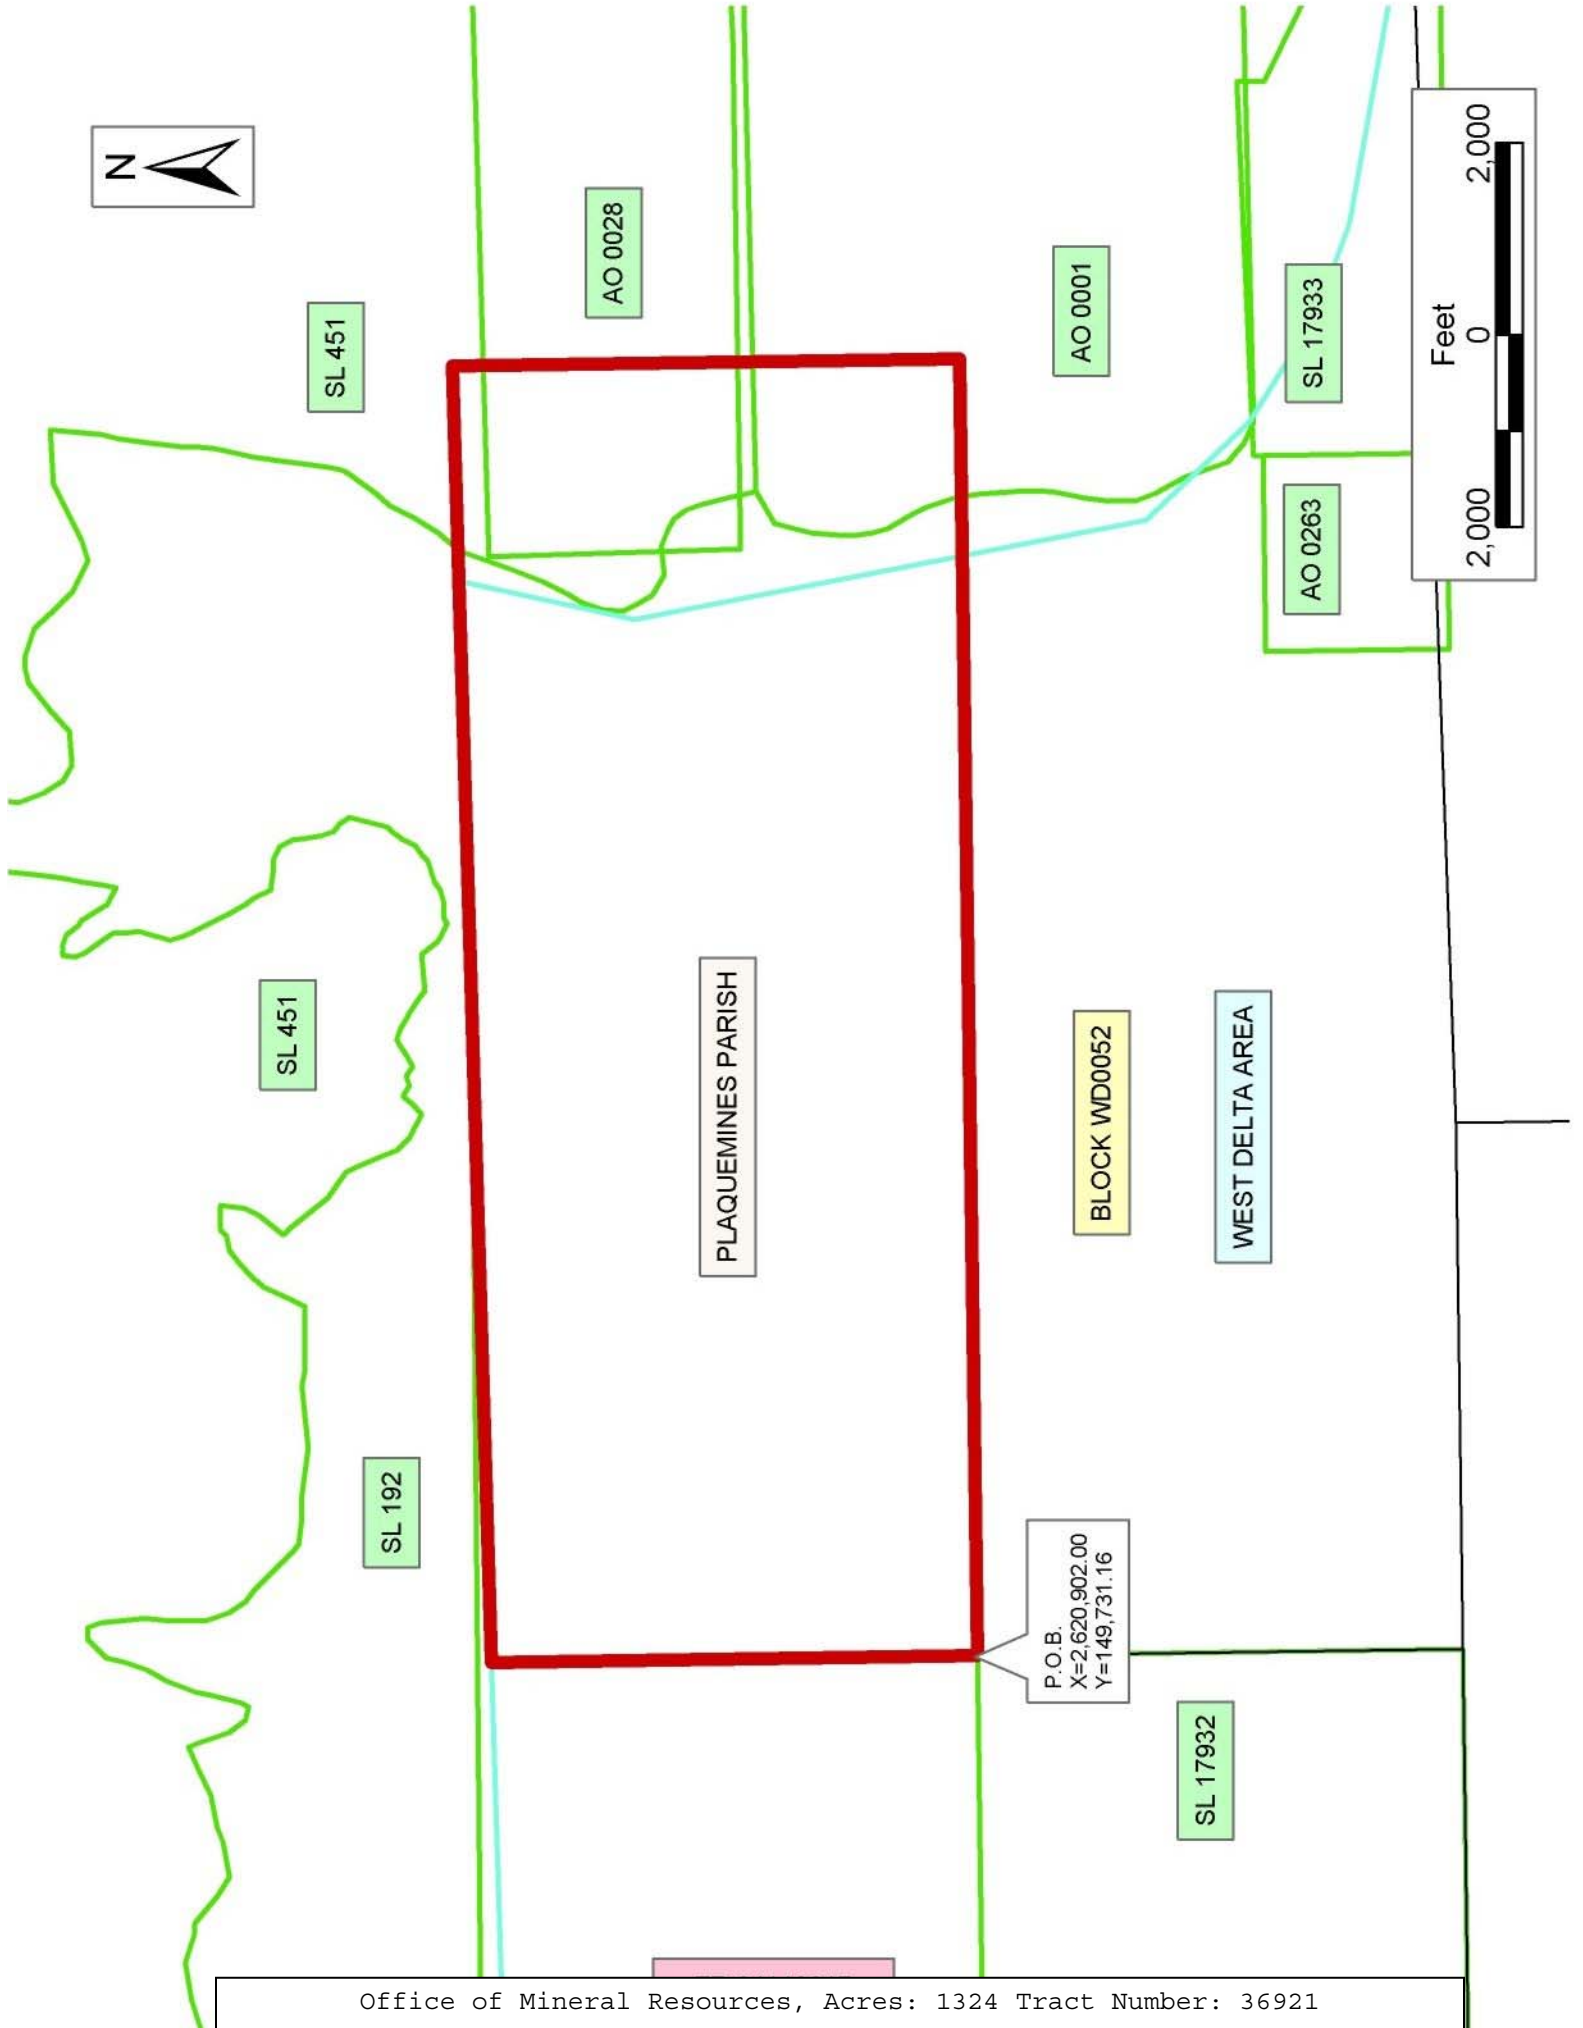 N
SL 451
AO 0028
AO 0001
SL 17933
AO 0263
Feet
2,000 0 2,000
SL 451
PLAQUEMINES PARISH
BLOCK WD0052
WEST DELTA AREA
SL 192
P.O.B.
X=2,620,902.00
Y=149,731.16
SL 17932
Office of Mineral Resources, Acres: 1324 Tract Number: 36921